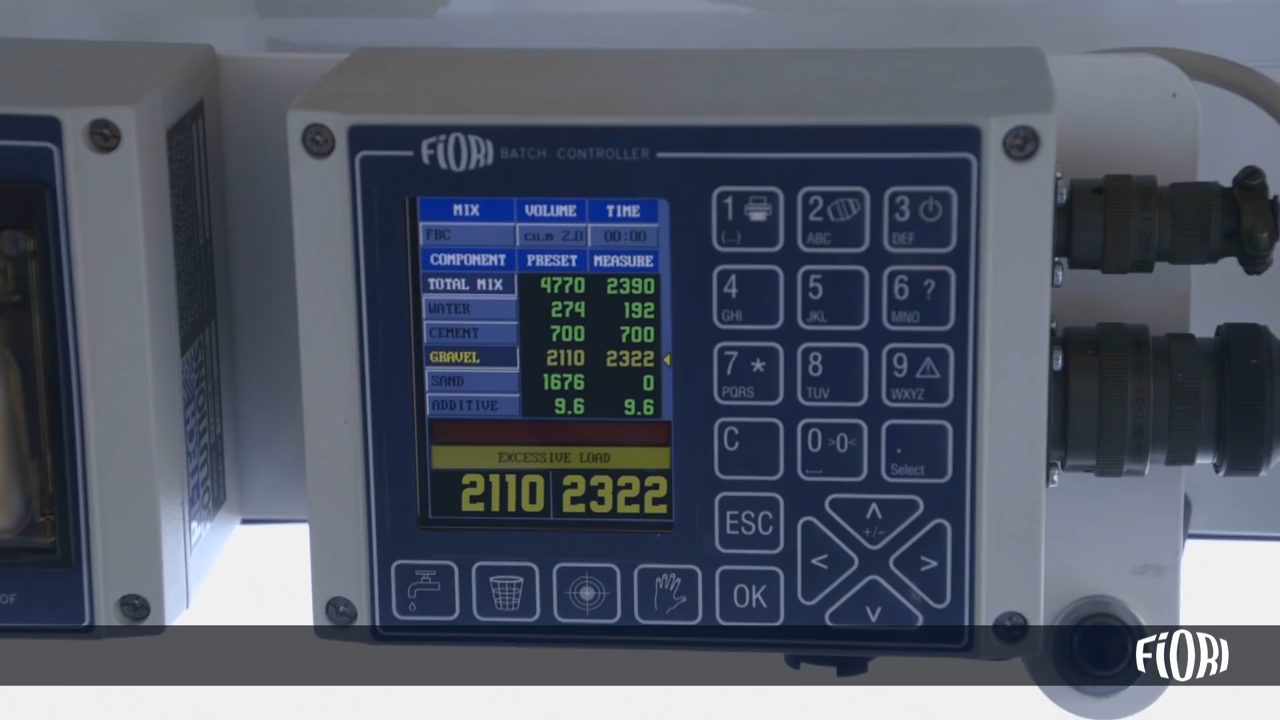 FIORI BATCH CONTROLLER
MIX VOLUME TIME
FBC cu.m 2.0 00:00
COMPONENT PRESET MEASURE
TOTAL MIX 4770 2390
WATER 274 192
CEMENT 700 700
GRAVEL 2110 2322
SAND 1676 0
ADDITIVE 9.6 9.6
EXCESSIVE LOAD
2110 2322
1 (...)
2 ABC
3 DEF
4 GHI
5 JKL
6 ? MNO
7 * PQRS
8 TUV
9 WXYZ
C
0 >0<
. Select
ESC
+/-
< >
OK
FIORI